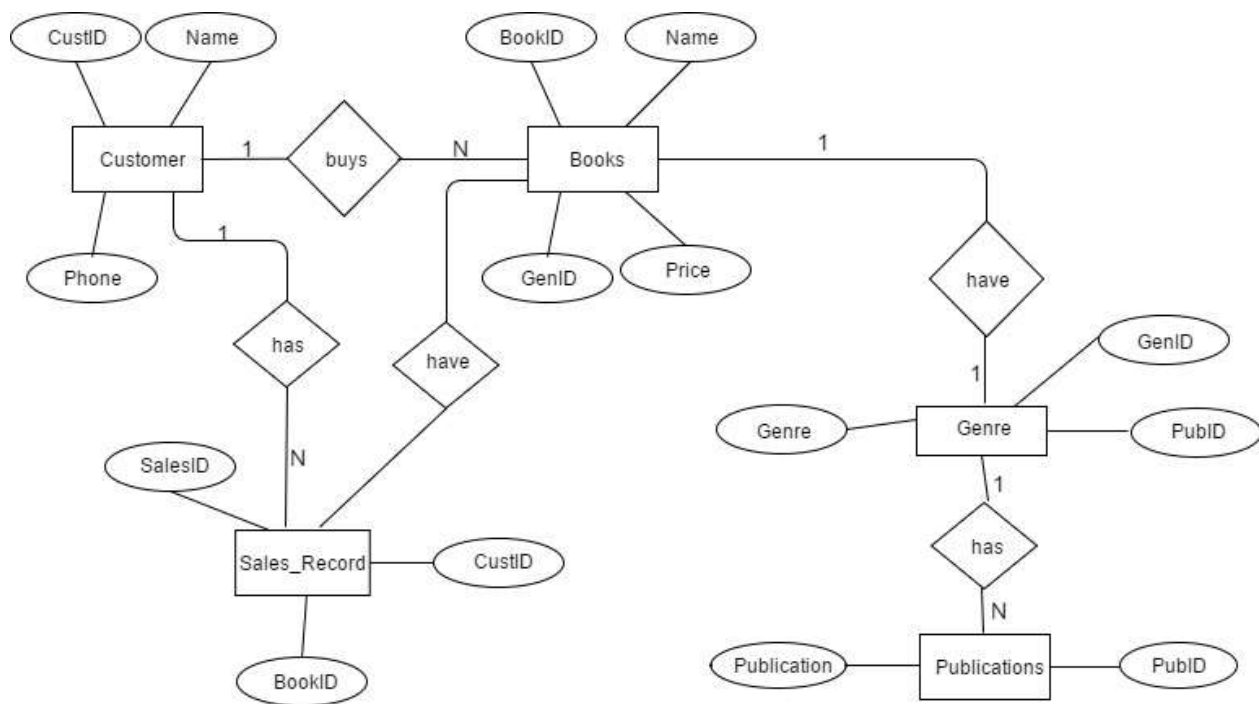 CustID
Name
BookID
Name
Customer
1
buys
N
Books
1
1
Phone
GenID
Price
have
has
have
GenID
1
Genre
Genre
PubID
N
SalesID
1
has
Sales_Record
CustID
N
BookID
Publication
Publications
PubID